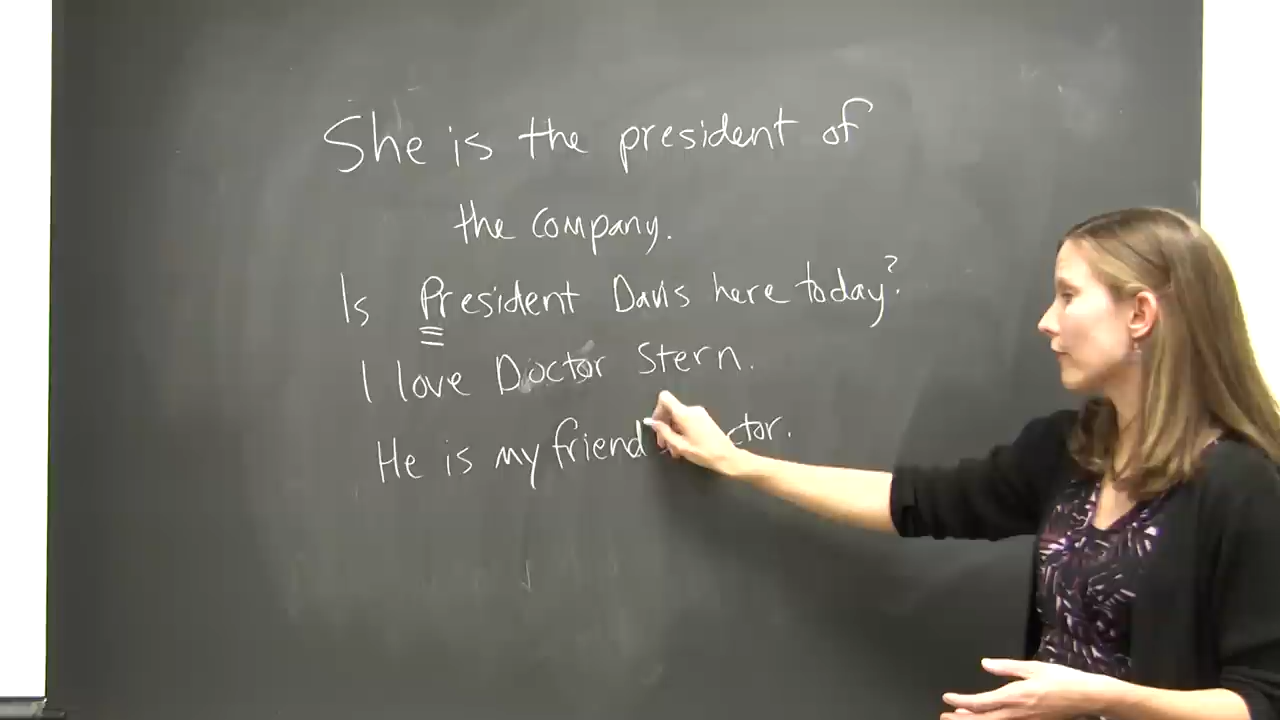 She is the president of
the company.
Is President Davis here today?
I love Doctor Stern.
He is my friend ctor.